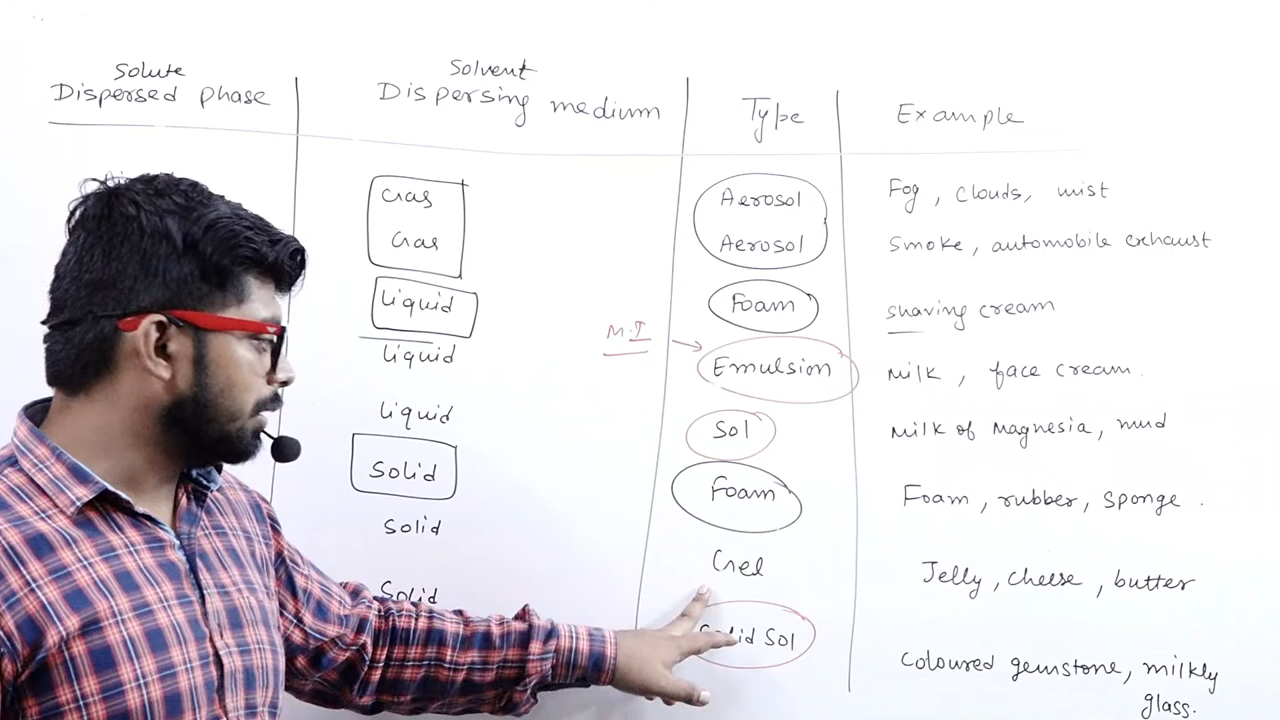 Solute Solvent
Dispersed phase Dispersing medium Type Example
Gas Aerosol Fog, clouds, mist
Gas Aerosol Smoke, automobile exhaust
liquid Foam shaving cream
liquid M.I → Emulsion Milk, face cream.
liquid Sol Milk of Magnesia, mud
Solid Foam Foam, rubber, sponge.
Solid Gel Jelly, cheese, butter
Solid Solid Sol Coloured gemstone, milkly
glass.